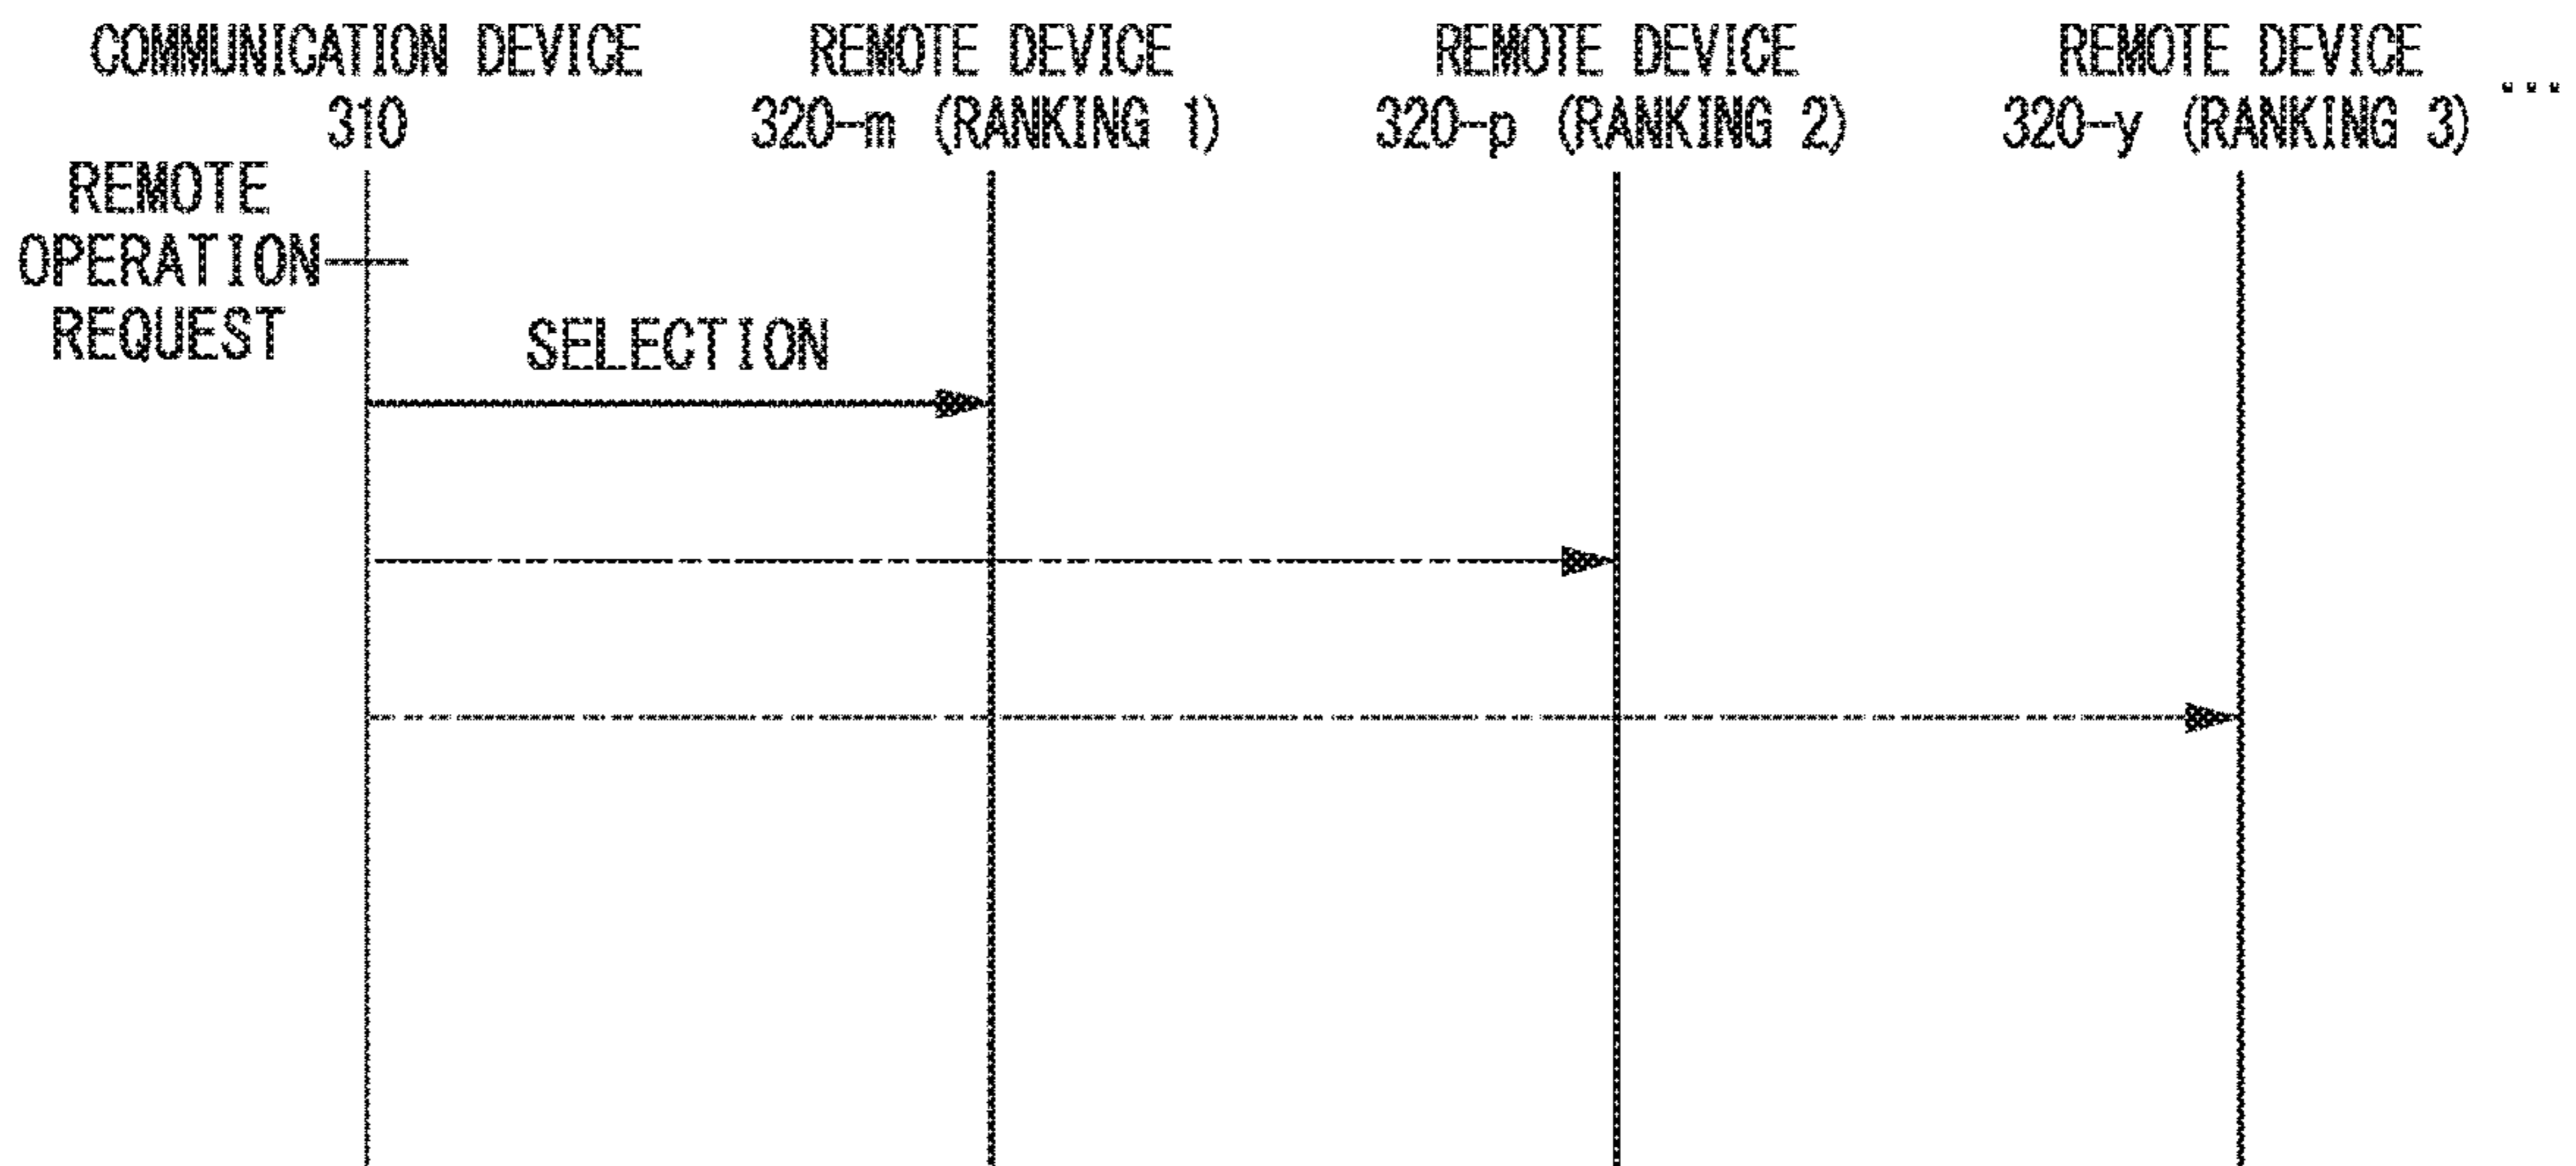 COMMUNICATION DEVICE
310
REMOTE DEVICE
320-m (RANKING 1)
REMOTE DEVICE
320-p (RANKING 2)
REMOTE DEVICE
320-y (RANKING 3)
...
REMOTE
OPERATION
REQUEST
SELECTION